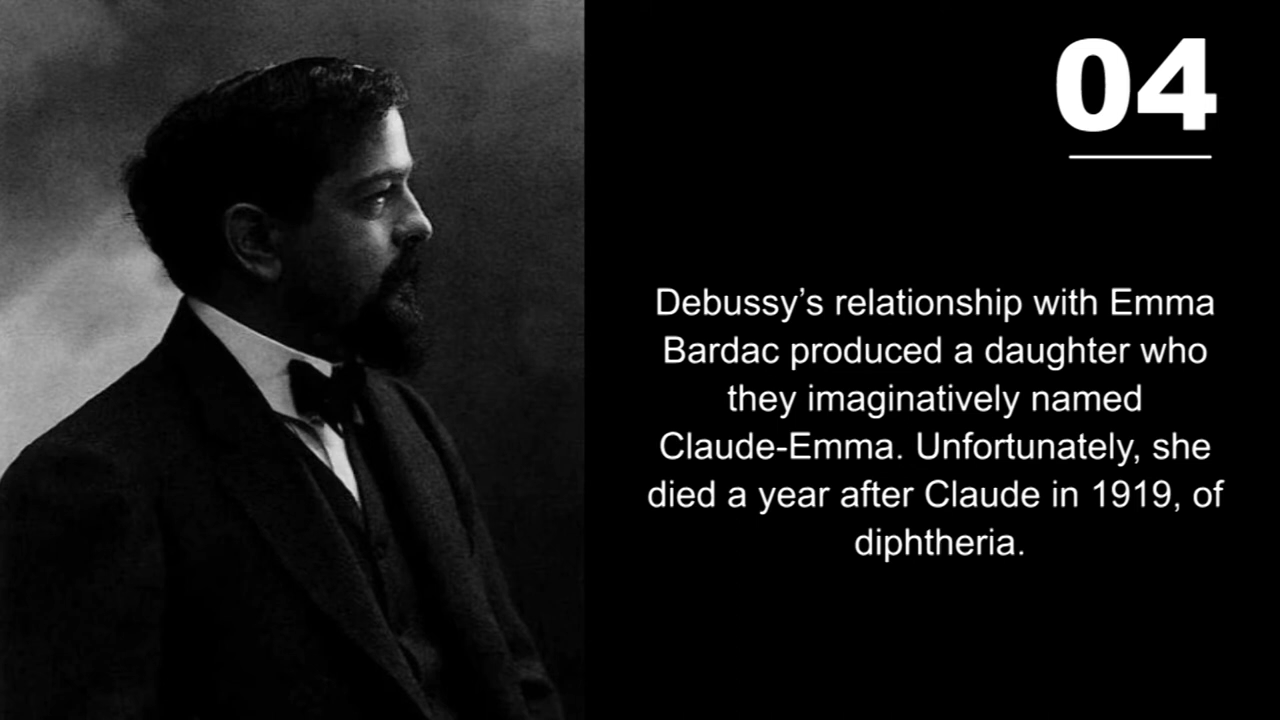 04
Debussy’s relationship with Emma
Bardac produced a daughter who
they imaginatively named
Claude-Emma. Unfortunately, she
died a year after Claude in 1919, of
diphtheria.